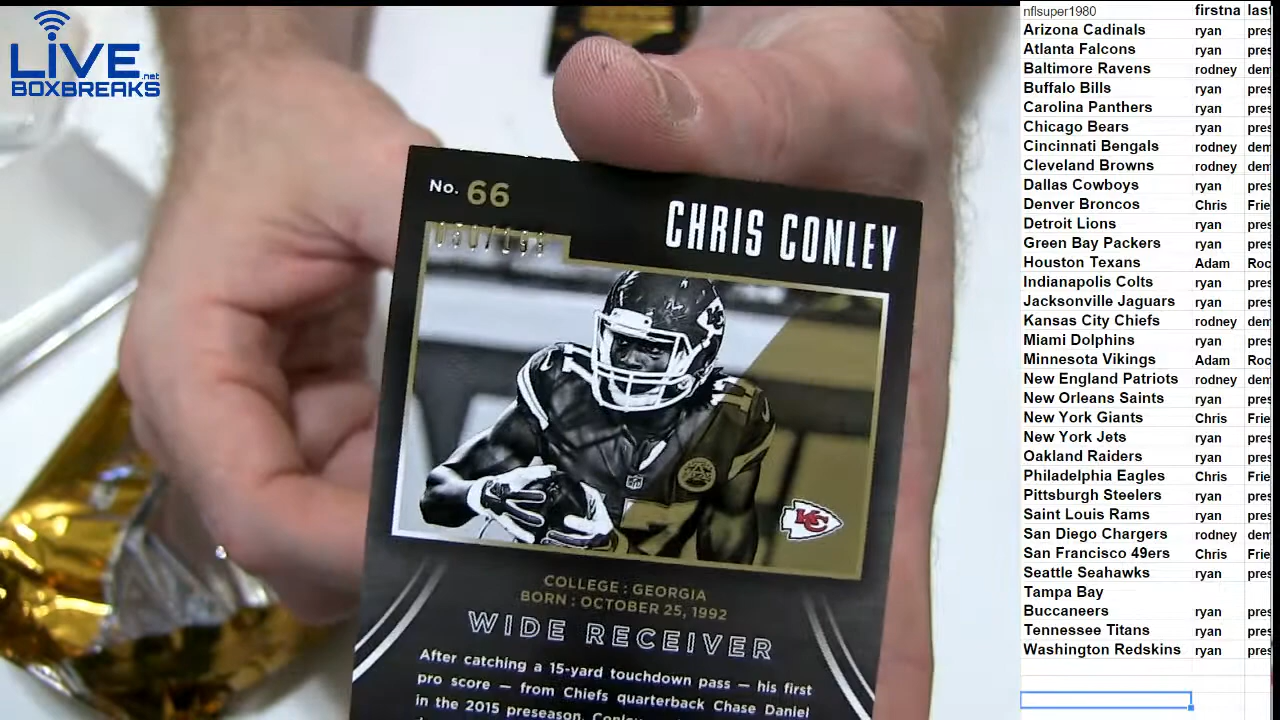 LIVE
.net
BOXBREAKS
No. 66
CHRIS CONLEY
KC
COLLEGE : GEORGIA
BORN : OCTOBER 25, 1992
WIDE RECEIVER
After catching a 15-yard touchdown pass — his first
pro score — from Chiefs quarterback Chase Daniel
in the 2015 preseason, Conley
nflsuper1980 firstna last
Arizona Cadinals ryan pres
Atlanta Falcons ryan pres
Baltimore Ravens rodney dem
Buffalo Bills ryan pres
Carolina Panthers ryan pres
Chicago Bears ryan pres
Cincinnati Bengals rodney dem
Cleveland Browns rodney dem
Dallas Cowboys ryan pres
Denver Broncos Chris Frie
Detroit Lions ryan pres
Green Bay Packers ryan pres
Houston Texans Adam Roc
Indianapolis Colts ryan pres
Jacksonville Jaguars ryan pres
Kansas City Chiefs rodney dem
Miami Dolphins ryan pres
Minnesota Vikings Adam Roc
New England Patriots rodney dem
New Orleans Saints ryan pres
New York Giants Chris Frie
New York Jets ryan pres
Oakland Raiders ryan pres
Philadelphia Eagles Chris Frie
Pittsburgh Steelers ryan pres
Saint Louis Rams ryan pres
San Diego Chargers rodney dem
San Francisco 49ers Chris Frie
Seattle Seahawks ryan pres
Tampa Bay
Buccaneers ryan pres
Tennessee Titans ryan pres
Washington Redskins ryan pres